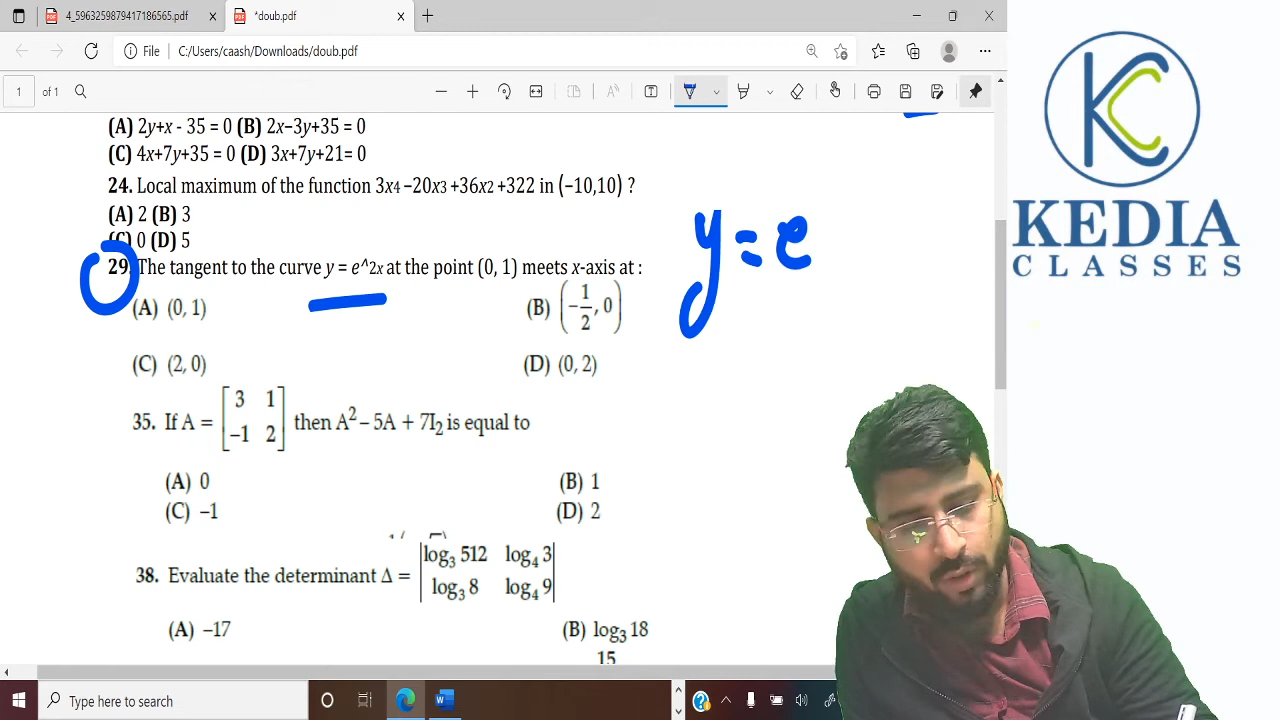 4_5963259879417186565.pdf
*doub.pdf
File
C:/Users/caash/Downloads/doub.pdf
1 of 1
(A) 2y+x - 35 = 0 (B) 2x−3y+35 = 0
(C) 4x+7y+35 = 0 (D) 3x+7y+21= 0
24. Local maximum of the function 3x4 −20x3 +36x2 +322 in (−10,10) ?
(A) 2 (B) 3
(C) 0 (D) 5
29. The tangent to the curve y = e^2x at the point (0, 1) meets x-axis at :
(A) (0, 1)
(B) (−1/2, 0)
(C) (2, 0)
(D) (0, 2)
y=e
35. If A = [3 1 −1 2] then A² – 5A + 7I₂ is equal to
(A) 0
(B) 1
(C) –1
(D) 2
38. Evaluate the determinant Δ = |log₃ 512 log₄ 3
log₃ 8 log₄ 9|
(A) –17
(B) log₃ 18
15
KC
KEDIA
CLASSES
Type here to search